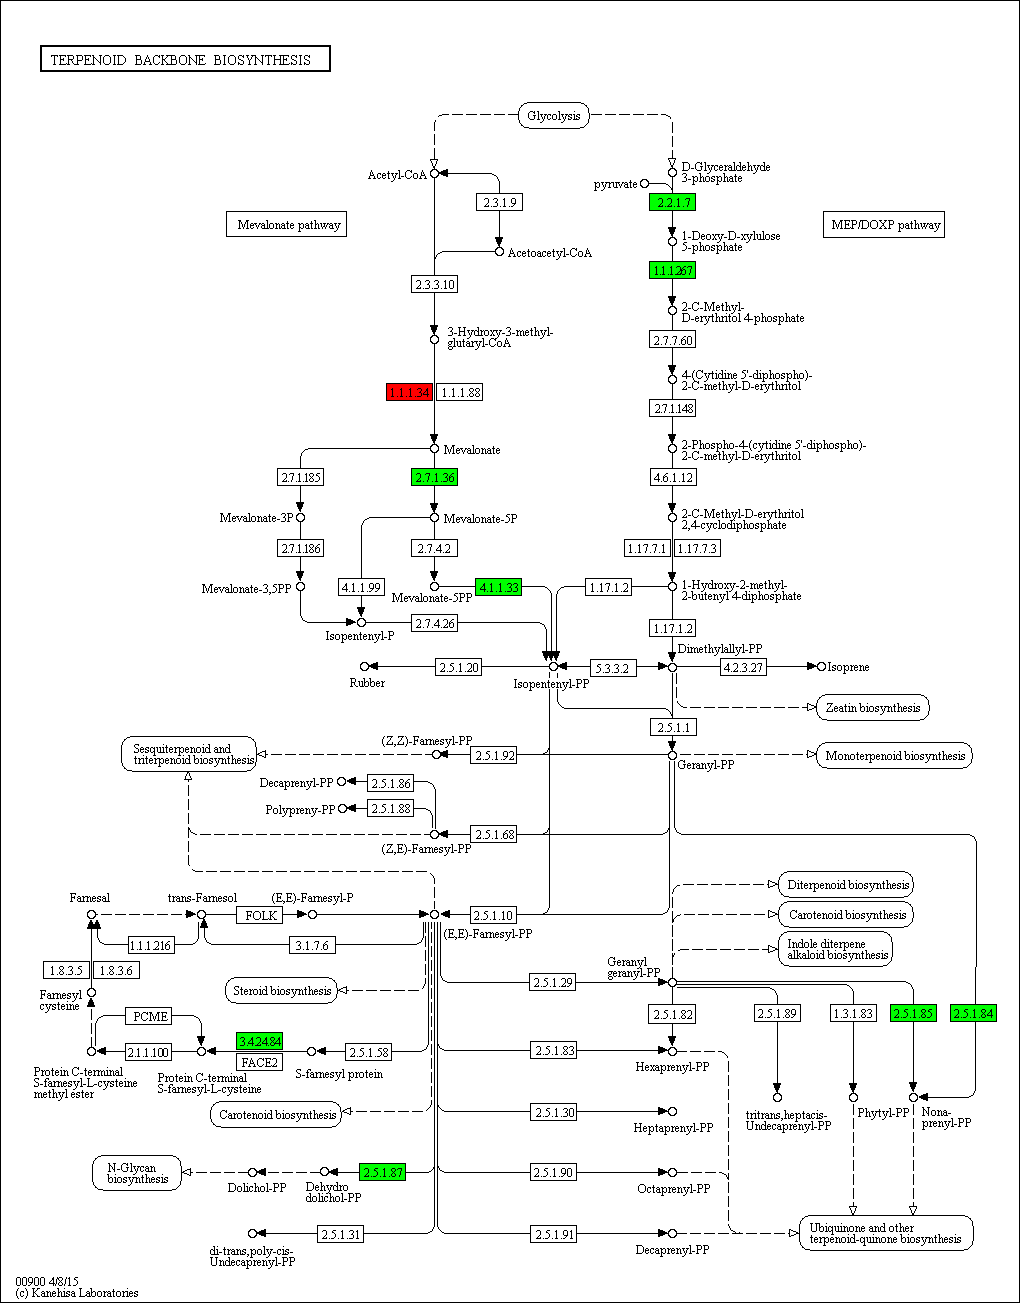 TERPENOID BACKBONE BIOSYNTHESIS
Glycolysis
Acetyl-CoA
D-Glyceraldehyde
3-phosphate
pyruvate
2.3.1.9
2.2.1.7
Mevalonate pathway
MEP/DOXP pathway
1-Deoxy-D-xylulose
5-phosphate
Acetoacetyl-CoA
1.1.1.267
2.3.3.10
2-C-Methyl-
D-erythritol 4-phosphate
3-Hydroxy-3-methyl-
glutaryl-CoA
2.7.7.60
4-(Cytidine 5'-diphospho)-
2-C-methyl-D-erythritol
1.1.1.34
1.1.1.88
2.7.1.148
Mevalonate
2-Phospho-4-(cytidine 5'-diphospho)-
2-C-methyl-D-erythritol
2.7.1.185
2.7.1.36
4.6.1.12
Mevalonate-3P
Mevalonate-5P
2-C-Methyl-D-erythritol
2,4-cyclodiphosphate
2.7.1.186
2.7.4.2
1.17.7.1
1.17.7.3
Mevalonate-3,5PP
4.1.1.99
Mevalonate-5PP
4.1.1.33
1.17.1.2
1-Hydroxy-2-methyl-
2-butenyl 4-diphosphate
Isopentenyl-P
2.7.4.26
1.17.1.2
Dimethylallyl-PP
Rubber
2.5.1.20
Isopentenyl-PP
5.3.3.2
4.2.3.27
Isoprene
Zeatin biosynthesis
2.5.1.1
Sesquiterpenoid and
triterpenoid biosynthesis
(Z,Z)-Farnesyl-PP
2.5.1.92
Geranyl-PP
Monoterpenoid biosynthesis
Decaprenyl-PP
2.5.1.86
Polypreny-PP
2.5.1.88
2.5.1.68
(Z,E)-Farnesyl-PP
Diterpenoid biosynthesis
Farnesal
trans-Farnesol
(E,E)-Farnesyl-P
FOLK
2.5.1.10
Carotenoid biosynthesis
(E,E)-Farnesyl-PP
1.1.1.216
3.1.7.6
Indole diterpene
alkaloid biosynthesis
1.8.3.5
1.8.3.6
Geranyl
geranyl-PP
Farnesyl
cysteine
Steroid biosynthesis
2.5.1.29
PCME
2.5.1.82
2.5.1.89
1.3.1.83
2.5.1.85
2.5.1.84
3.4.24.84
2.1.1.100
FACE2
2.5.1.58
2.5.1.83
Protein C-terminal
S-farnesyl-L-cysteine
methyl ester
Protein C-terminal
S-farnesyl-L-cysteine
S-farnesyl protein
Hexaprenyl-PP
Carotenoid biosynthesis
2.5.1.30
Heptaprenyl-PP
tritrans,heptacis-
Undecaprenyl-PP
Phytyl-PP
Nona-
prenyl-PP
N-Glycan
biosynthesis
Dolichol-PP
Dehydro
dolichol-PP
2.5.1.87
2.5.1.90
Octaprenyl-PP
2.5.1.31
2.5.1.91
di-trans,poly-cis-
Undecaprenyl-PP
Decaprenyl-PP
Ubiquinone and other
terpenoid-quinone biosynthesis
00900 4/8/15
(c) Kanehisa Laboratories